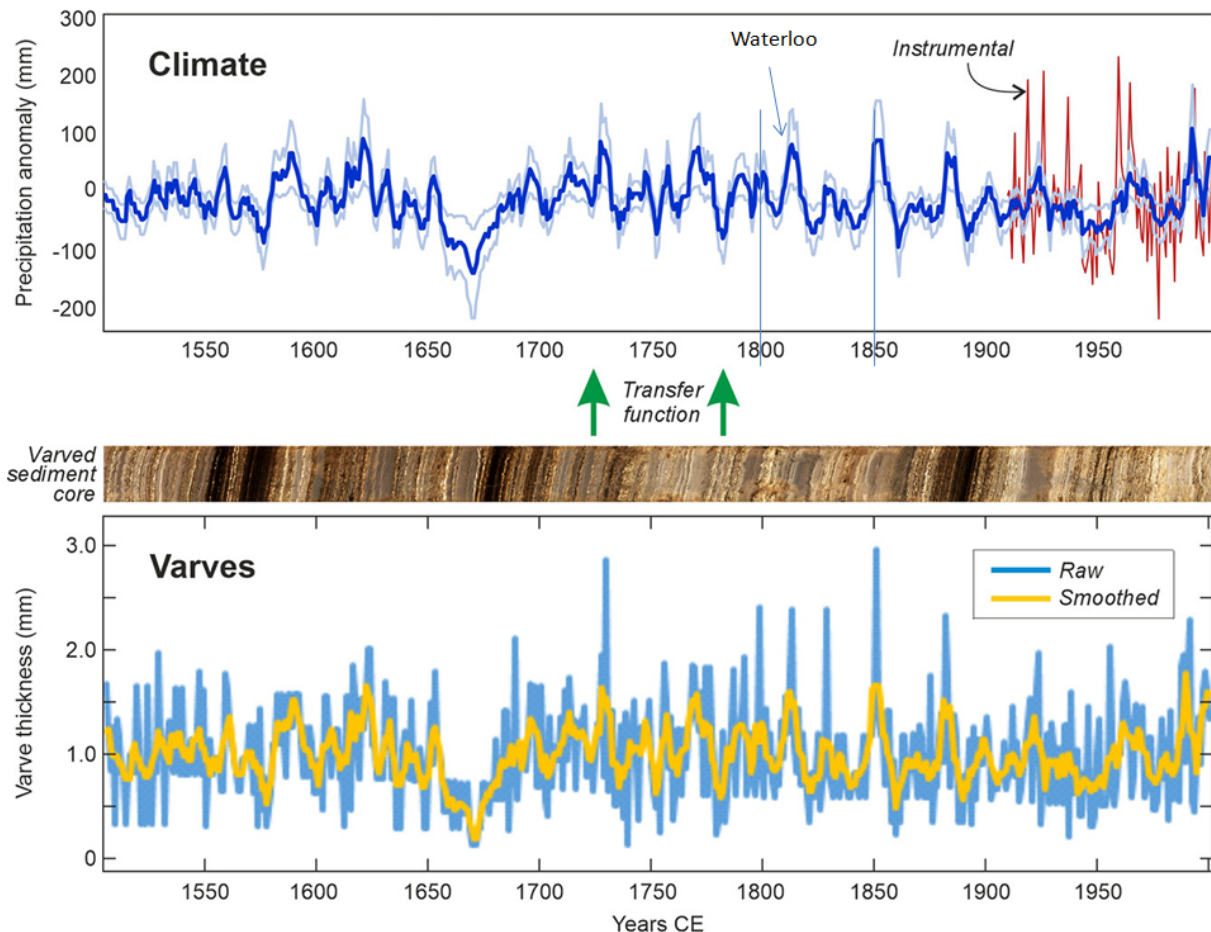 300
200
100
0
-100
-200
Precipitation anomaly (mm)
Climate
Waterloo
Instrumental
1550 1600 1650 1700 1750 1800 1850 1900 1950
Transfer
function
Varved
sediment
core
3.0
2.0
1.0
0
Varve thickness (mm)
Varves
Raw
Smoothed
1550 1600 1650 1700 1750 1800 1850 1900 1950
Years CE